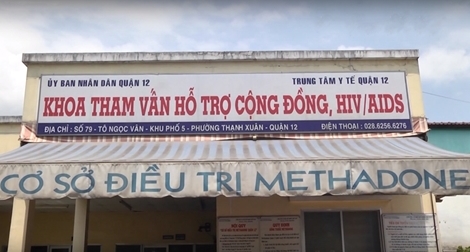 ỦY BAN NHÂN DÂN QUẬN 12 TRUNG TÂM Y TẾ QUẬN 12
KHOA THAM VẤN HỖ TRỢ CỘNG ĐỒNG, HIV/AIDS
ĐỊA CHỈ : SỐ 79 - TÔ NGỌC VÂN - KHU PHỐ 5 - PHƯỜNG THẠNH XUÂN - QUẬN 12 ĐIỆN THOẠI : 028.6256.6276
CƠ SỞ ĐIỀU TRỊ METHADONE